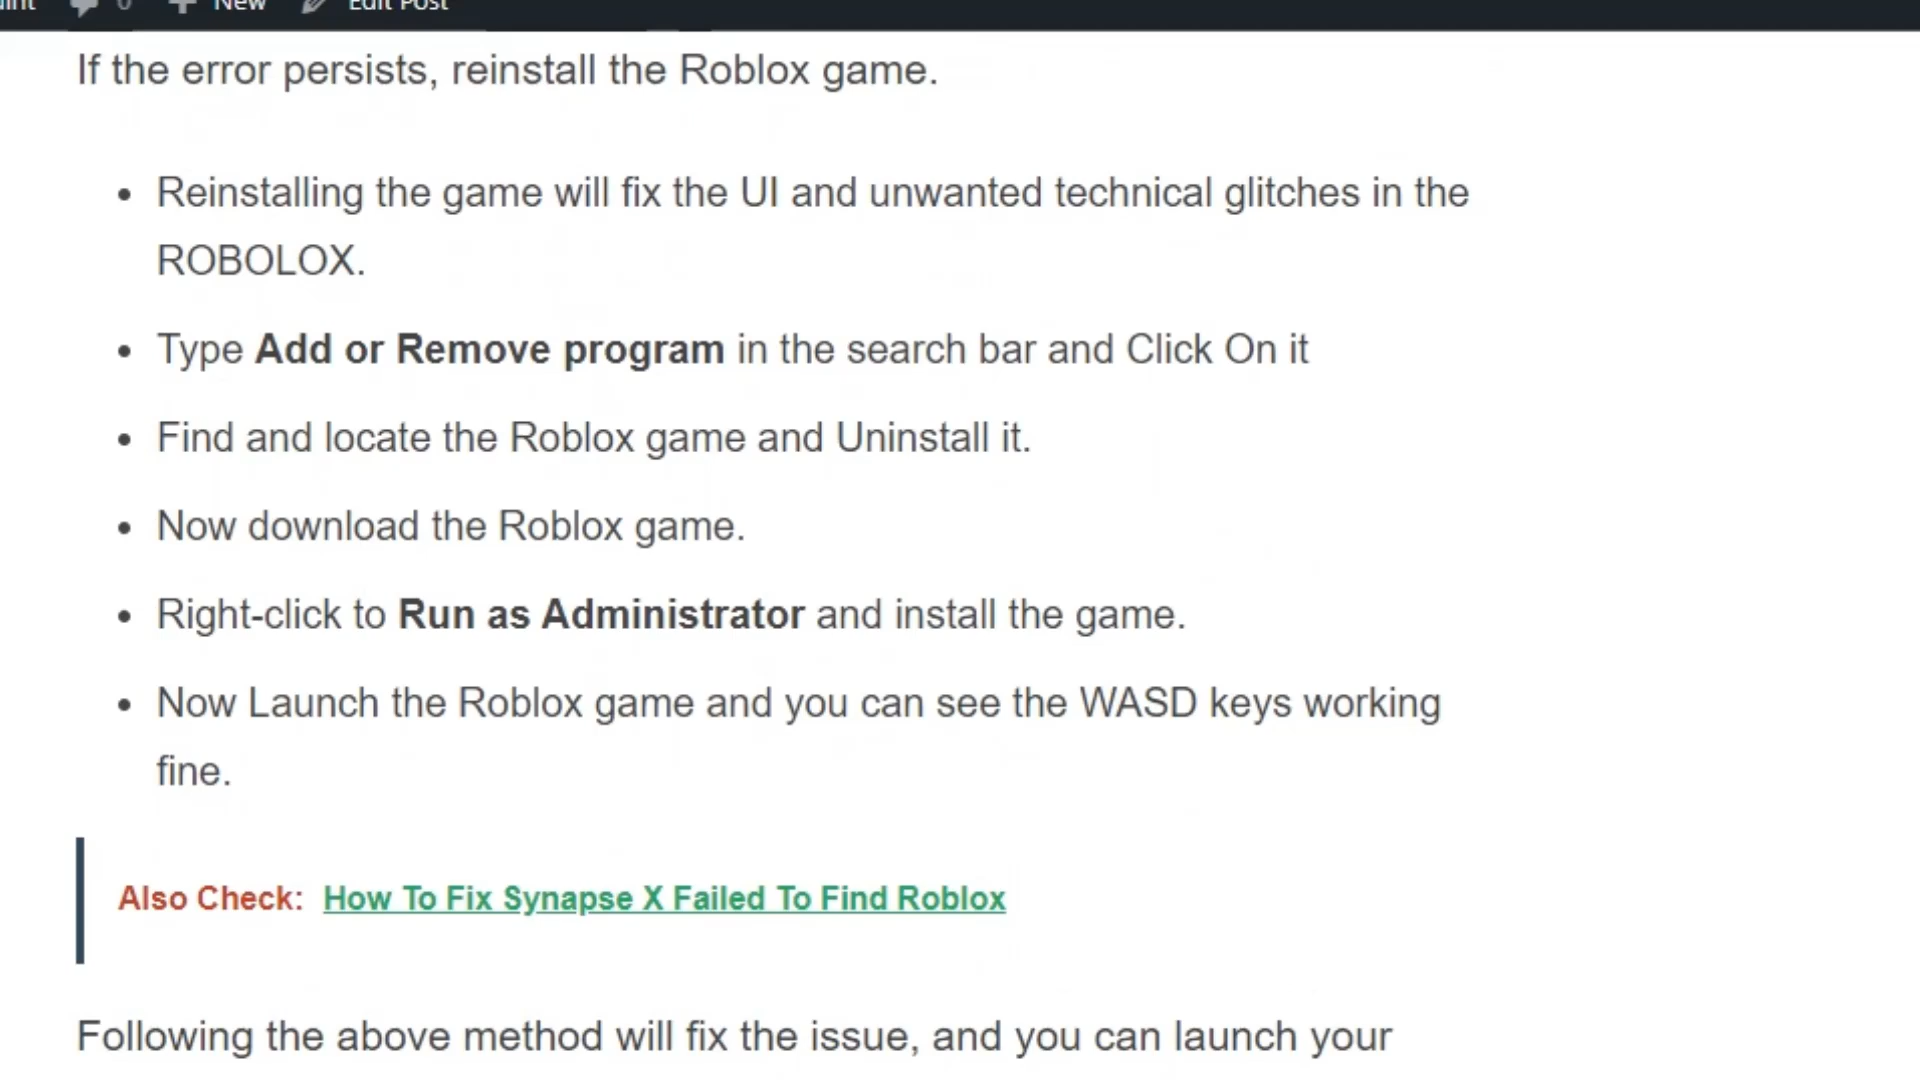 0 New Edit Post
If the error persists, reinstall the Roblox game.
Reinstalling the game will fix the UI and unwanted technical glitches in the
ROBOLOX.
Type Add or Remove program in the search bar and Click On it
Find and locate the Roblox game and Uninstall it.
Now download the Roblox game.
Right-click to Run as Administrator and install the game.
Now Launch the Roblox game and you can see the WASD keys working
fine.
Also Check: How To Fix Synapse X Failed To Find Roblox
Following the above method will fix the issue, and you can launch your